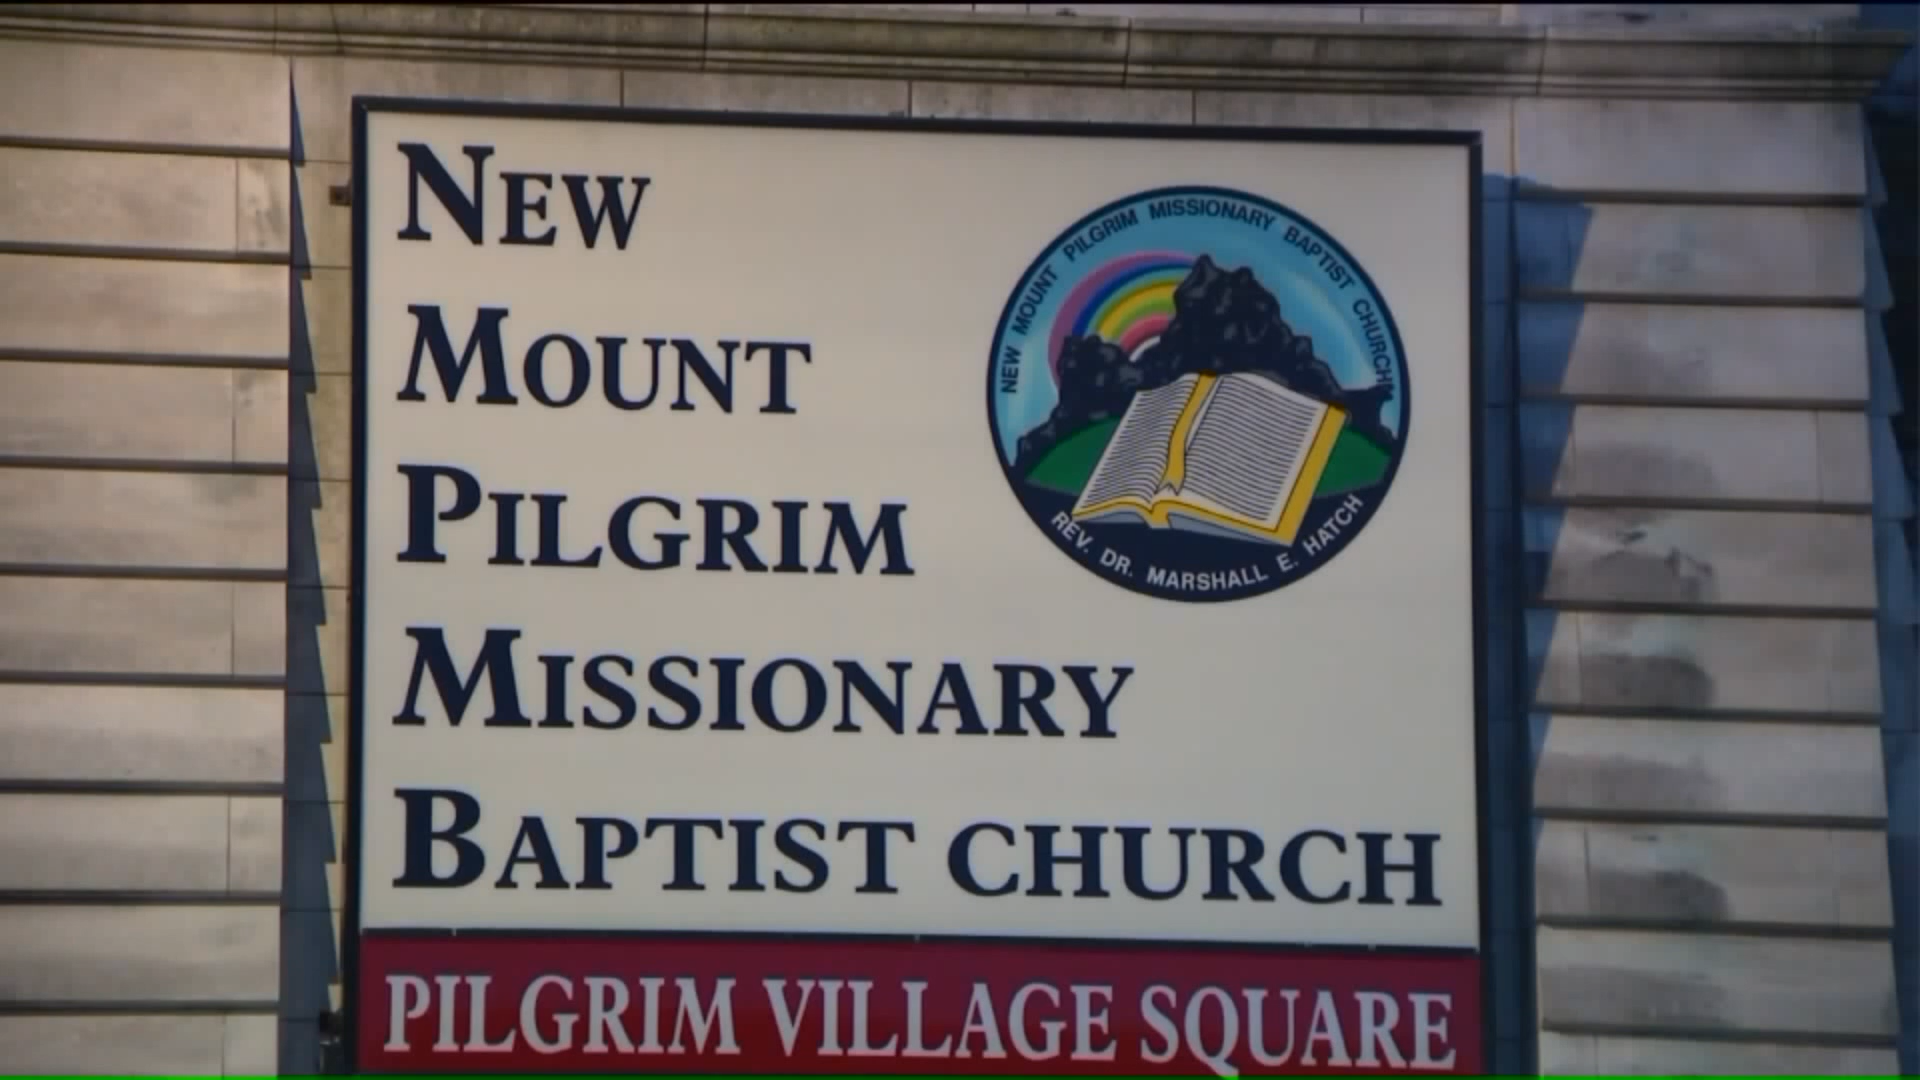 NEW
MOUNT
PILGRIM
MISSIONARY
BAPTIST CHURCH
NEW MOUNT PILGRIM MISSIONARY BAPTIST CHURCH
REV. DR. MARSHALL E. HATCH
PILGRIM VILLAGE SQUARE